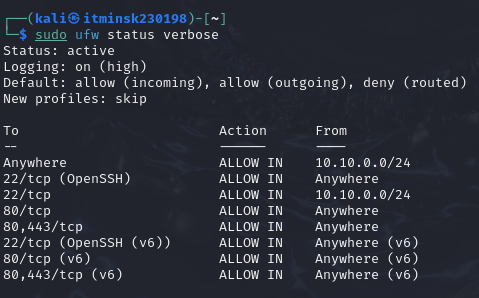 ┌──(kali㉿itminsk230198)-[~]
└─$ sudo ufw status verbose
Status: active
Logging: on (high)
Default: allow (incoming), allow (outgoing), deny (routed)
New profiles: skip

To                         Action      From
--                         ------      ----
Anywhere                   ALLOW IN    10.10.0.0/24
22/tcp (OpenSSH)           ALLOW IN    Anywhere
22/tcp                     ALLOW IN    10.10.0.0/24
80/tcp                     ALLOW IN    Anywhere
80,443/tcp                 ALLOW IN    Anywhere
22/tcp (OpenSSH (v6))      ALLOW IN    Anywhere (v6)
80/tcp (v6)                ALLOW IN    Anywhere (v6)
80,443/tcp (v6)            ALLOW IN    Anywhere (v6)